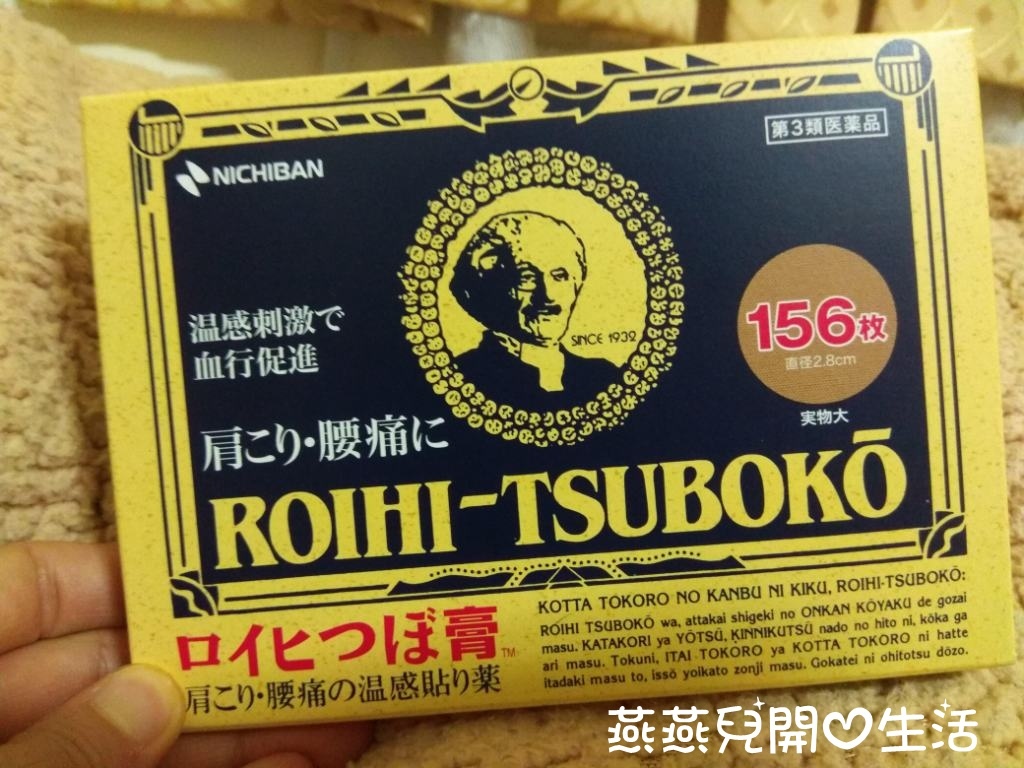 第3類医薬品
NICHIBAN
SINCE 1932
温感刺激で
血行促進
156枚
直径2.8cm
実物大
肩こり・腰痛に
ROIHI-TSUBOKŌ
ロイヒつぼ膏™
肩こり・腰痛の温感貼り薬
KOTTA TOKORO NO KANBU NI KIKU, ROIHI-TSUBOKŌ:
ROIHI TSUBOKŌ wa, attakai shigeki no ONKAN KŌYAKU de gozai
masu. KATAKORI ya YŌTSŪ, KINNIKUTSŪ nado no hito ni, kōka ga
ari masu. Tokuni, ITAI TOKORO ya KOTTA TOKORO ni hatte
itadaki masu to, issō yoikato zonji masu. Gokatei ni ohitotsu dōzo.
燕燕兒開♡生活